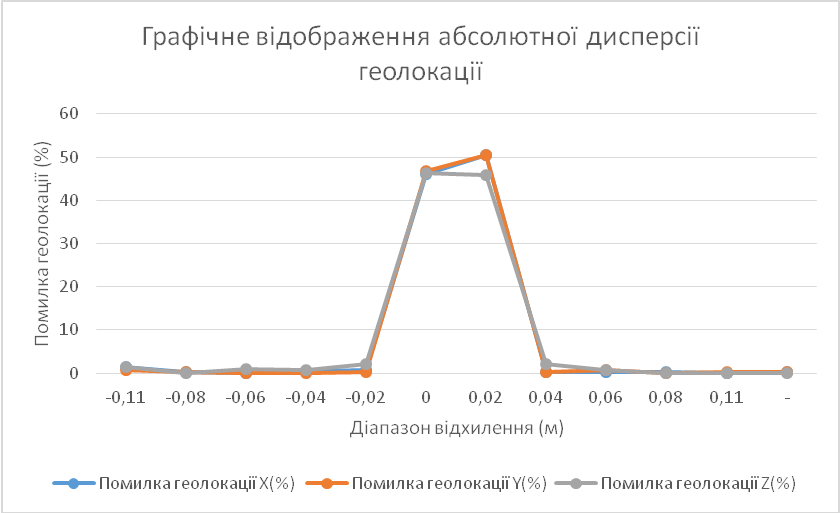 Графічне відображення абсолютної дисперсії
геолокації
Помилка геолокації (%)
60
50
40
30
20
10
0
-0,11 -0,08 -0,06 -0,04 -0,02 0 0,02 0,04 0,06 0,08 0,11 -
Діапазон відхилення (м)
Помилка геолокації X(%) Помилка геолокації Y(%) Помилка геолокації Z(%)